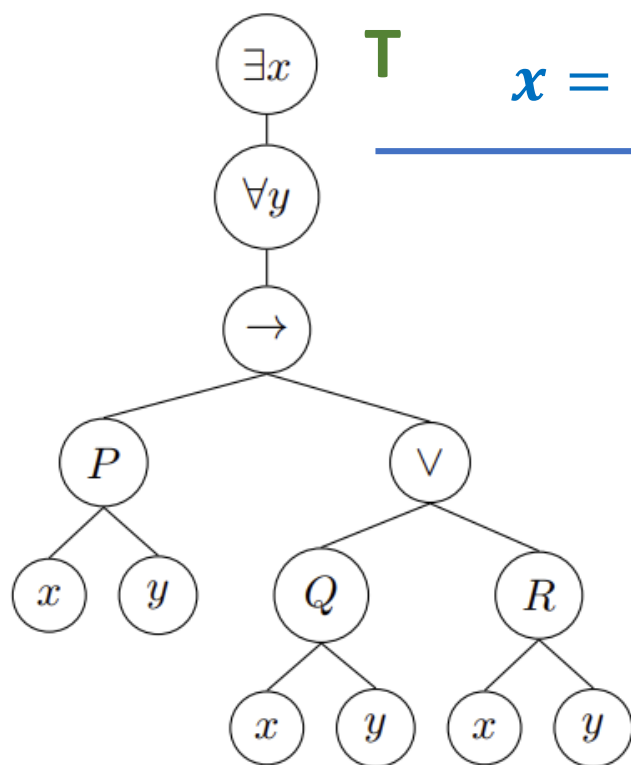 ∃x T
x =
∀y
→
P ∨
x y Q R
x y x y